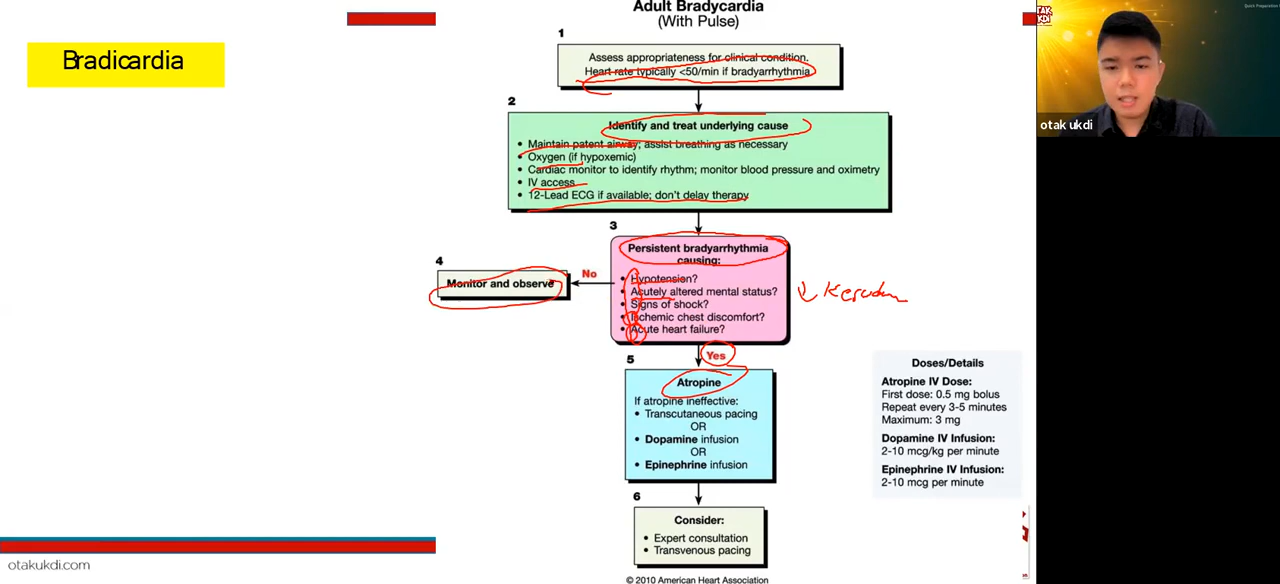 Adult Bradycardia
(With Pulse)
Bradicardia
1
Assess appropriateness for clinical condition.
Heart rate typically <50/min if bradyarrhythmia.
2
Identify and treat underlying cause
• Maintain patent airway; assist breathing as necessary
• Oxygen (if hypoxemic)
• Cardiac monitor to identify rhythm; monitor blood pressure and oximetry
• IV access
• 12-Lead ECG if available; don't delay therapy
3
Persistent bradyarrhythmia
causing:
• Hypotension?
• Acutely altered mental status?
• Signs of shock?
• Ischemic chest discomfort?
• Acute heart failure?
4
Monitor and observe
No
Yes
5
Atropine
If atropine ineffective:
• Transcutaneous pacing
OR
• Dopamine infusion
OR
• Epinephrine infusion
Doses/Details
Atropine IV Dose:
First dose: 0.5 mg bolus
Repeat every 3-5 minutes
Maximum: 3 mg
Dopamine IV Infusion:
2-10 mcg/kg per minute
Epinephrine IV Infusion:
2-10 mcg per minute
6
Consider:
• Expert consultation
• Transvenous pacing
© 2010 American Heart Association
otakukdi.com
otak ukdi
Quick Preparation